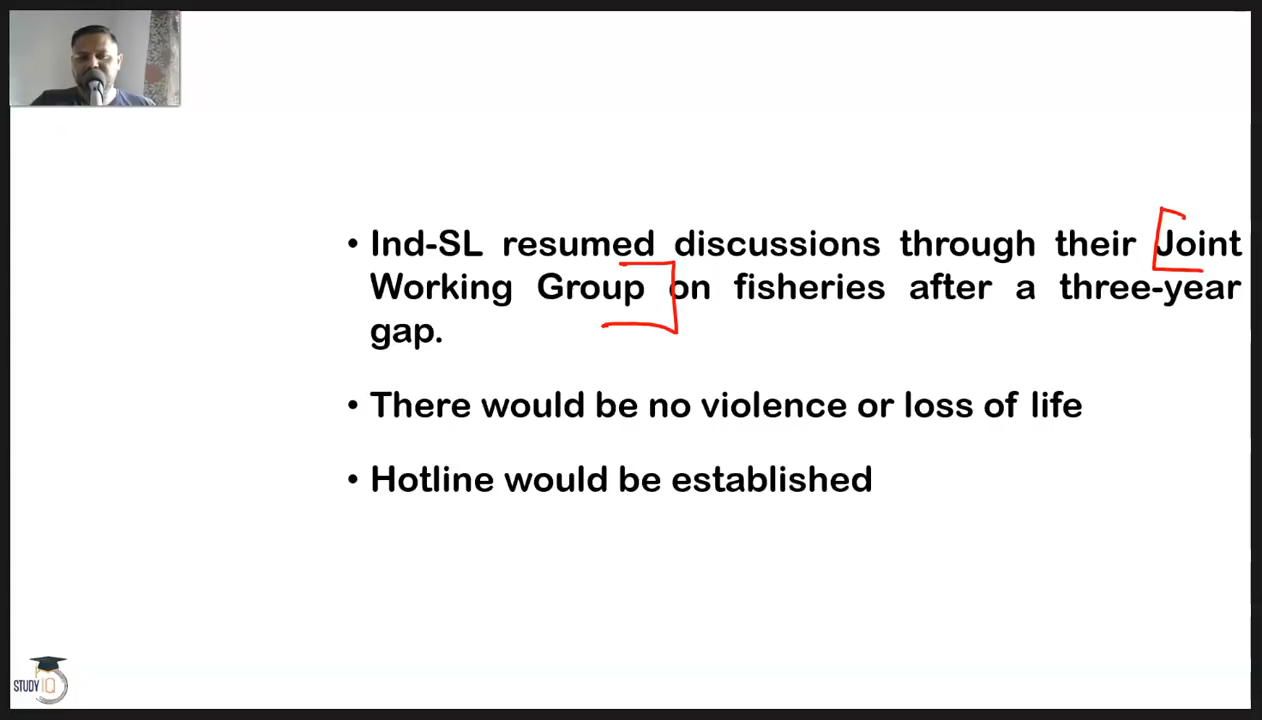 • Ind-SL resumed discussions through their Joint
Working Group on fisheries after a three-year
gap.
• There would be no violence or loss of life
• Hotline would be established
STUDY IQ